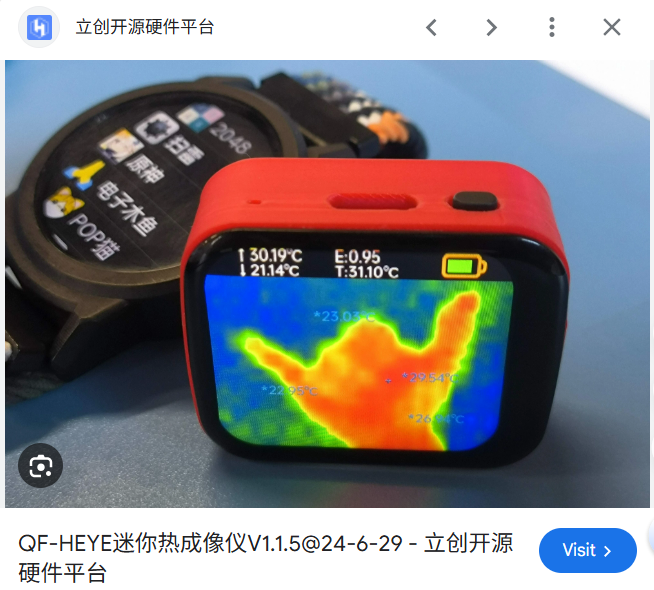 立创开源硬件平台
2048
扫雷
原神
电子木鱼
POP猫
↑ 30.19°C E:0.95
↓ 21.14°C T:31.10°C
*23.03°C
*29.54°C
*22.95°C
QF-HEYE迷你热成像仪V1.1.5@24-6-29 - 立创开源
硬件平台
Visit